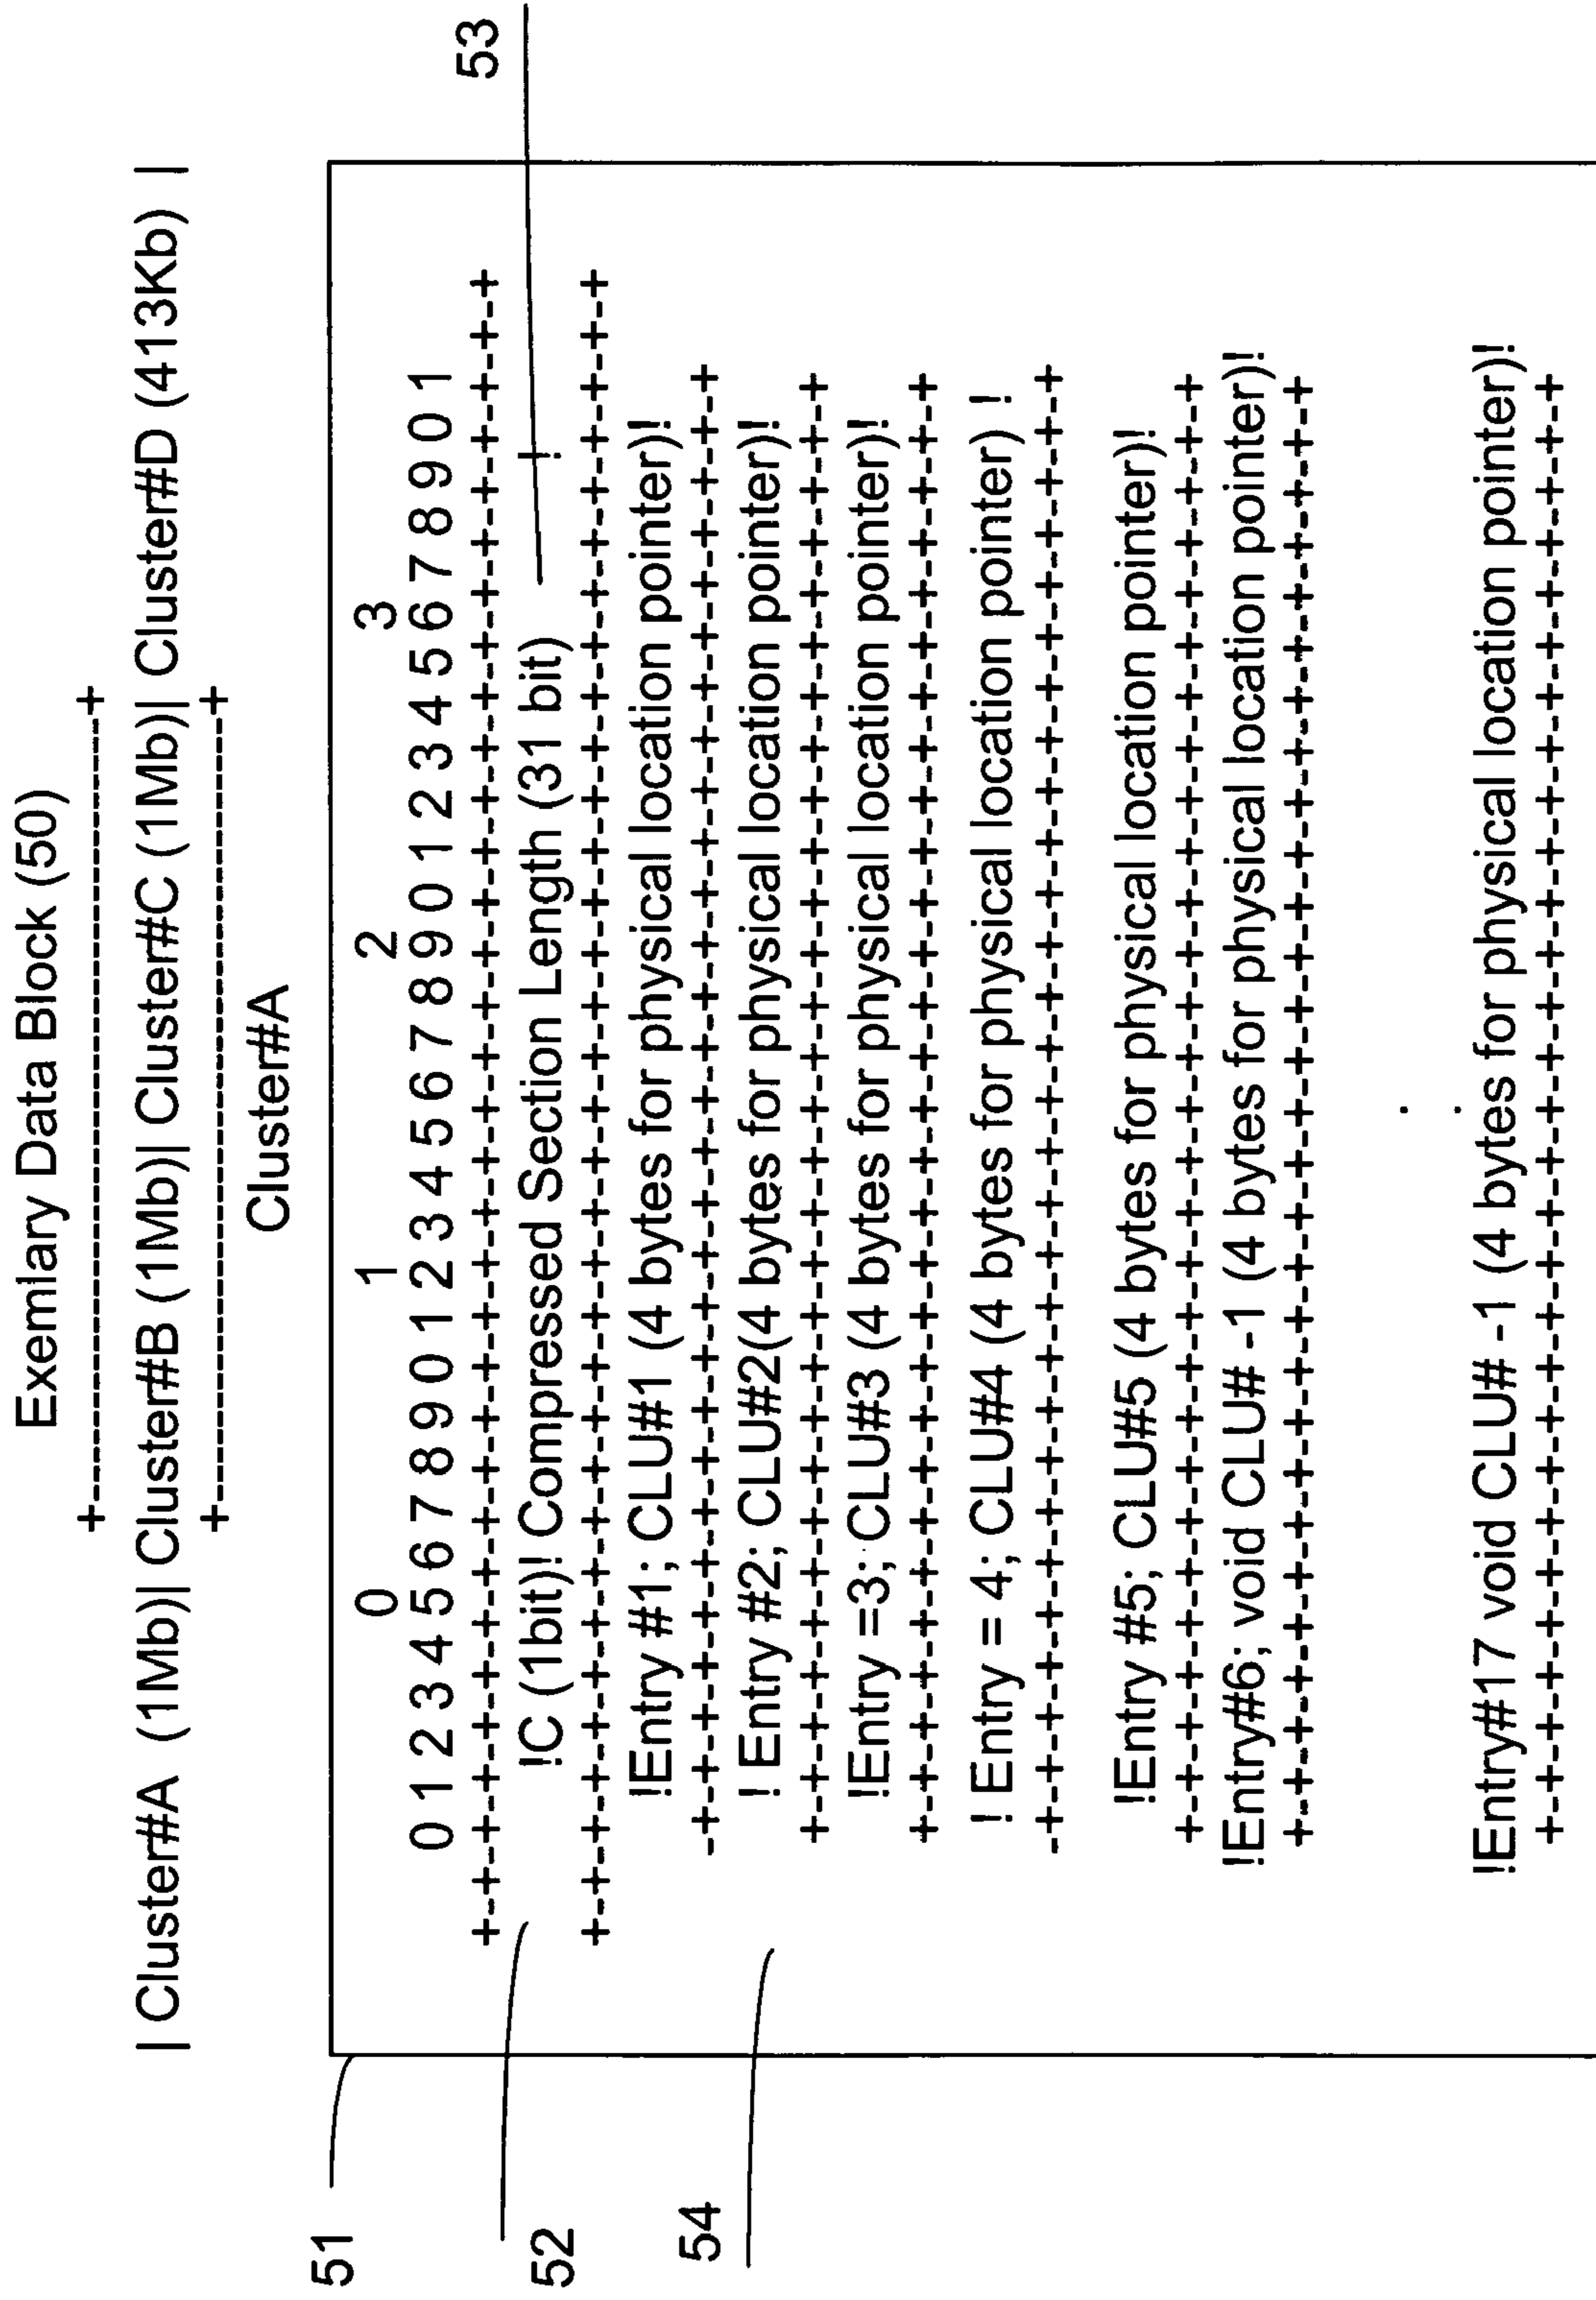 Exemlary Data Block (50)
+------------------------------------------+
| Cluster#A (1Mb)| Cluster#B (1Mb)| Cluster#C (1Mb)| Cluster#D (413Kb) |
+------------------------------------------+
Cluster#A
51
0 1 2 3
0 1 2 3 4 5 6 7 8 9 0 1 2 3 4 5 6 7 8 9 0 1 2 3 4 5 6 7 8 9 0 1
+-+-+-+-+-+-+-+-+-+-+-+-+-+-+-+-+-+-+-+-+-+-+-+-+-+-+-+-+-+-+-+-+
53
!C (1bit)! Compressed Section Length (31 bit) !
52
+-+-+-+-+-+-+-+-+-+-+-+-+-+-+-+-+-+-+-+-+-+-+-+-+-+-+-+-+-+-+-+-+
!Entry #1; CLU#1 (4 bytes for physical location pointer)!
-+-+-+-+-+-+-+-+-+-+-+-+-+-+-+-+-+-+-+-+-+-+-+-+-+-+-+-+-+
54
! Entry #2; CLU#2(4 bytes for physical location pointer)!
+-+-+-+-+-+-+-+-+-+-+-+-+-+-+-+-+-+-+-+-+-+-+-+-+-+-+-+-+
!Entry =3; CLU#3 (4 bytes for physical location pointer)!
+-+-+-+-+-+-+-+-+-+-+-+-+-+-+-+-+-+-+-+-+-+-+-+-+-+-+-+-+
! Entry = 4; CLU#4 (4 bytes for physical location pointer) !
-+-+-+-+-+-+-+-+-+-+-+-+-+-+-+-+-+-+-+-+-+-+-+-+-+-+-+-+-+
!Entry #5; CLU#5 (4 bytes for physical location pointer)!
+-+-+-+-+-+-+-+-+-+-+-+-+-+-+-+-+-+-+-+-+-+-+-+-+-+-+-+-+
!Entry#6; void CLU# -1 (4 bytes for physical location pointer)!
+-+-+-+-+-+-+-+-+-+-+-+-+-+-+-+-+-+-+-+-+-+-+-+-+-+-+-+-+
.
.
!Entry#17 void CLU# -1 (4 bytes for physical location pointer)!
+-+-+-+-+-+-+-+-+-+-+-+-+-+-+-+-+-+-+-+-+-+-+-+-+-+-+-+-+